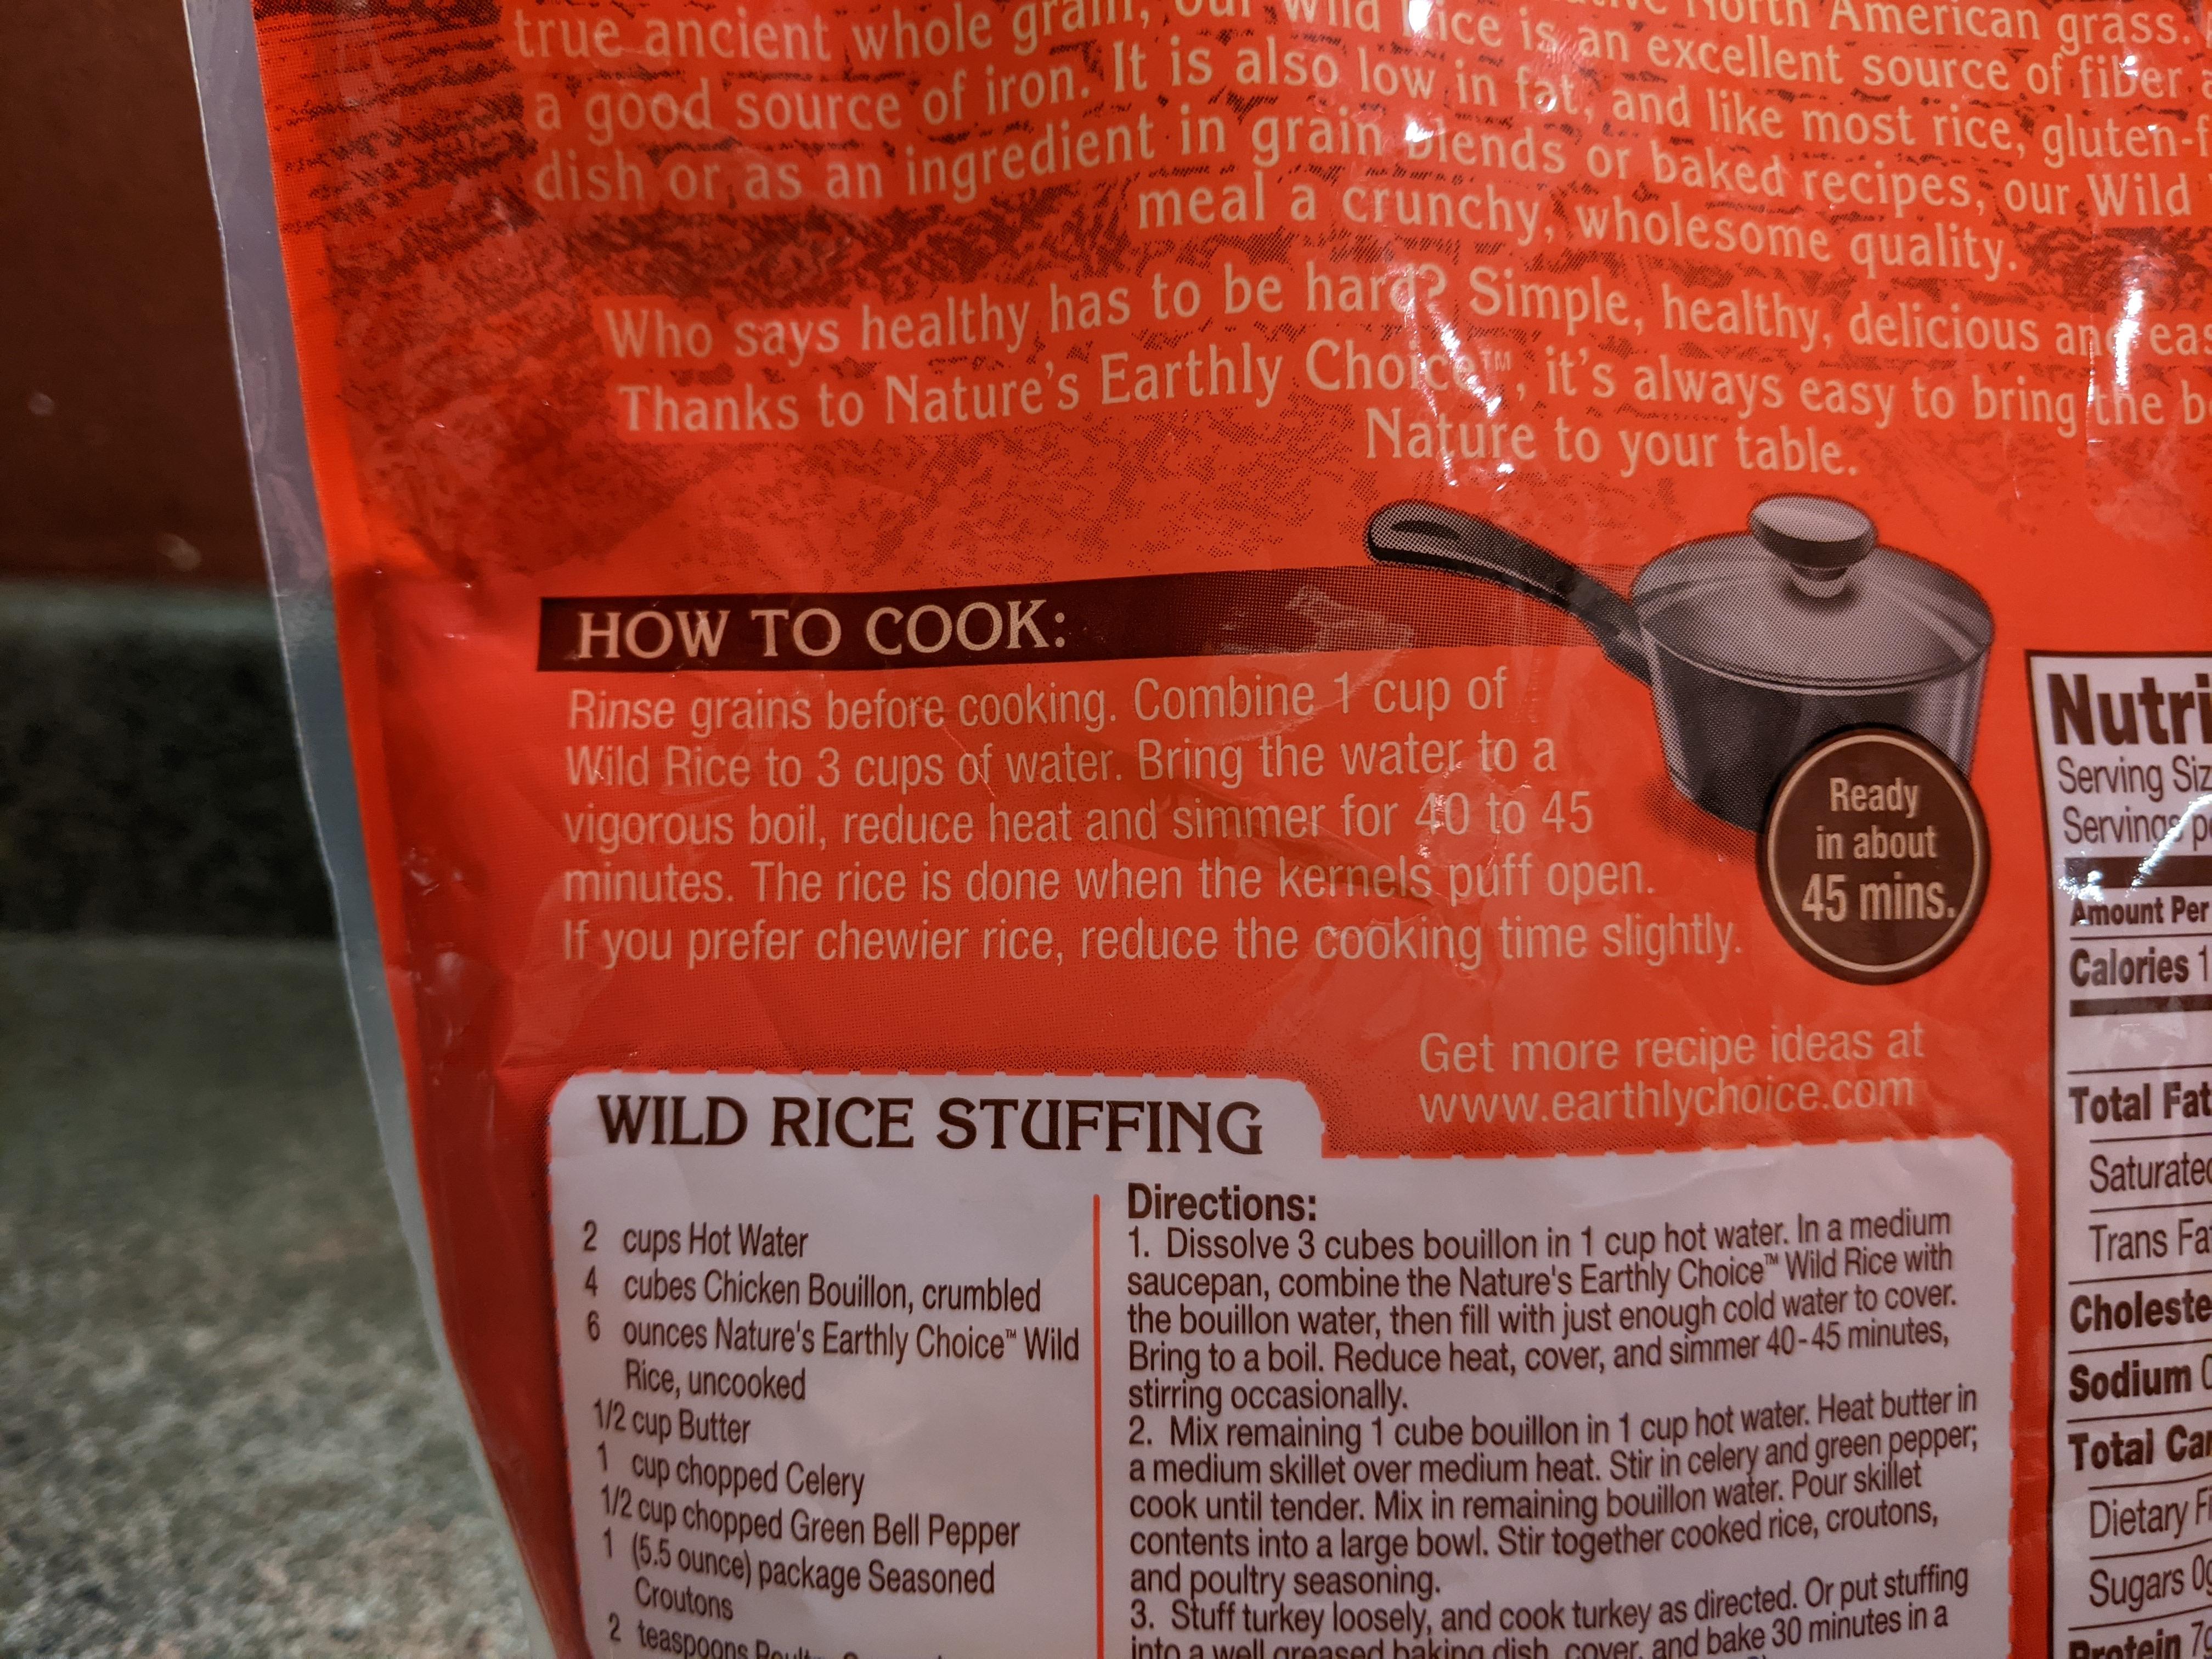 North American grass.
true ancient whole grain, our Wild Rice is an excellent source of fiber
a good source of iron. It is also low in fat, and like most rice, gluten-
dish or as an ingredient in grain blends or baked recipes, our Wild
meal a crunchy, wholesome quality.
Who says healthy has to be hard? Simple, healthy, delicious and eas
Thanks to Nature's Earthly Choice™, it's always easy to bring the b
Nature to your table.
HOW TO COOK:
Rinse grains before cooking. Combine 1 cup of
Wild Rice to 3 cups of water. Bring the water to a
vigorous boil, reduce heat and simmer for 40 to 45
minutes. The rice is done when the kernels puff open.
If you prefer chewier rice, reduce the cooking time slightly.
Ready
in about
45 mins.
Get more recipe ideas at
www.earthlychoice.com
WILD RICE STUFFING
2 cups Hot Water
4 cubes Chicken Bouillon, crumbled
6 ounces Nature's Earthly Choice™ Wild
Rice, uncooked
1/2 cup Butter
1 cup chopped Celery
1/2 cup chopped Green Bell Pepper
1 (5.5 ounce) package Seasoned
Croutons
2 teaspoons
Directions:
1. Dissolve 3 cubes bouillon in 1 cup hot water. In a medium
saucepan, combine the Nature's Earthly Choice™ Wild Rice with
the bouillon water, then fill with just enough cold water to cover.
Bring to a boil. Reduce heat, cover, and simmer 40-45 minutes,
stirring occasionally.
2. Mix remaining 1 cube bouillon in 1 cup hot water. Heat butter in
a medium skillet over medium heat. Stir in celery and green pepper;
cook until tender. Mix in remaining bouillon water. Pour skillet
contents into a large bowl. Stir together cooked rice, croutons,
and poultry seasoning.
3. Stuff turkey loosely, and cook turkey as directed. Or put stuffing
into a well greased baking dish, cover, and bake 30 minutes in a
Nutri
Serving Siz
Servings p
Amount Per
Calories 1
Total Fat
Saturated
Trans Fa
Choleste
Sodium 0
Total Car
Dietary Fi
Sugars 0g
Protein 7g